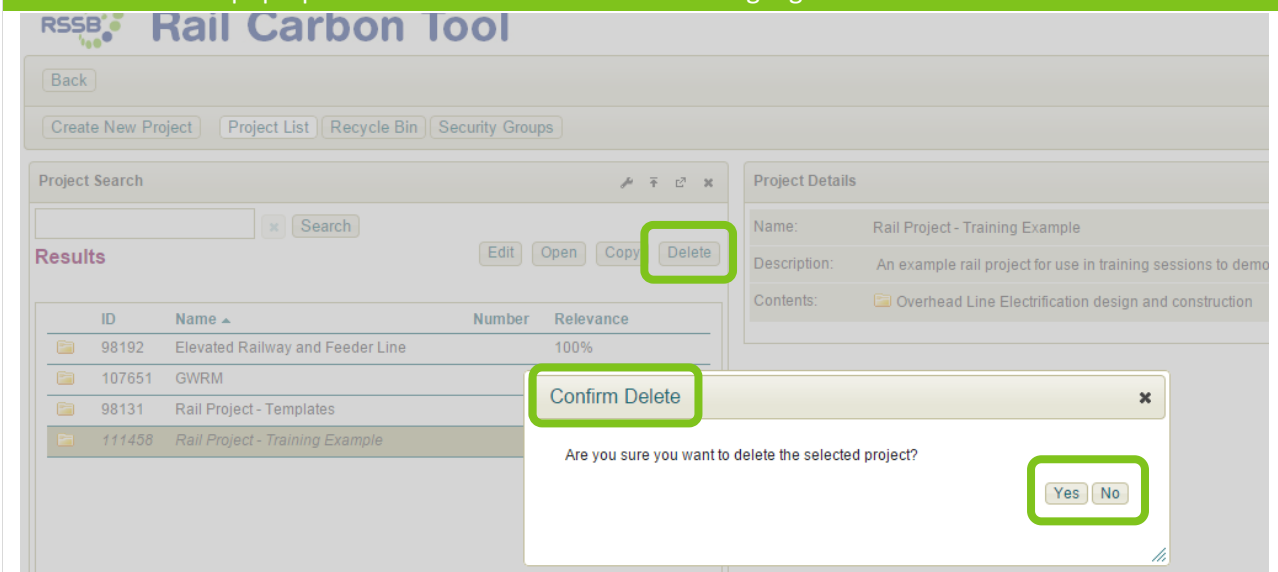 RSSB Rail Carbon Tool
Back
Create New Project Project List Recycle Bin Security Groups
Project Search
Search
Results
Edit Open Copy Delete
ID Name Number Relevance
98192 Elevated Railway and Feeder Line 100%
107651 GWRM
98131 Rail Project - Templates
111458 Rail Project - Training Example
Project Details
Name: Rail Project - Training Example
Description: An example rail project for use in training sessions to demo
Contents: Overhead Line Electrification design and construction
Confirm Delete
Are you sure you want to delete the selected project?
Yes No